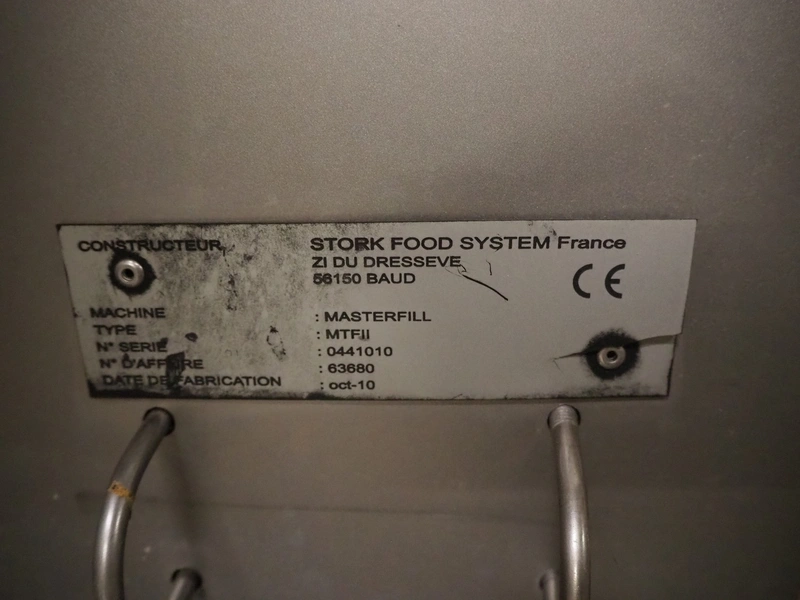 CONSTRUCTEUR STORK FOOD SYSTEM France
ZI DU DRESSEVE
56150 BAUD
CE
MACHINE : MASTERFILL
TYPE : MTFII
N° SERIE : 0441010
N° D'AFFAIRE : 63680
DATE DE FABRICATION : oct-10